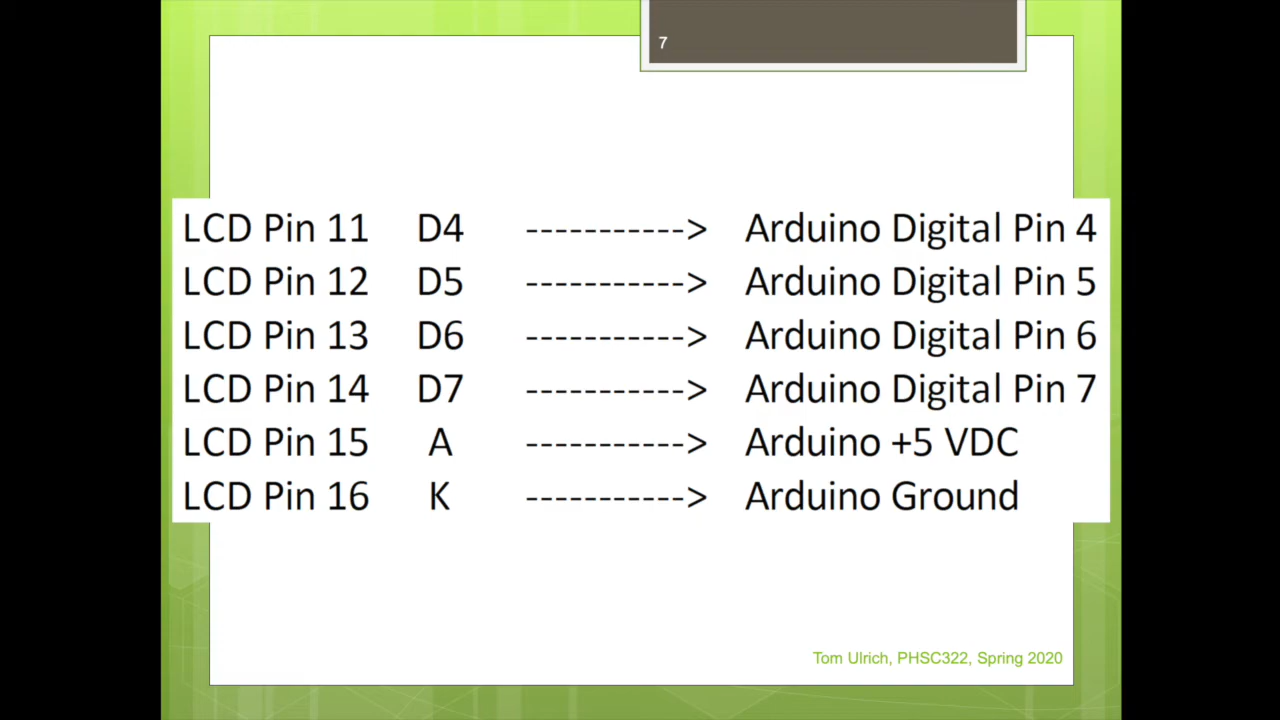 7
LCD Pin 11 D4 -----------> Arduino Digital Pin 4
LCD Pin 12 D5 -----------> Arduino Digital Pin 5
LCD Pin 13 D6 -----------> Arduino Digital Pin 6
LCD Pin 14 D7 -----------> Arduino Digital Pin 7
LCD Pin 15 A -----------> Arduino +5 VDC
LCD Pin 16 K -----------> Arduino Ground
Tom Ulrich, PHSC322, Spring 2020